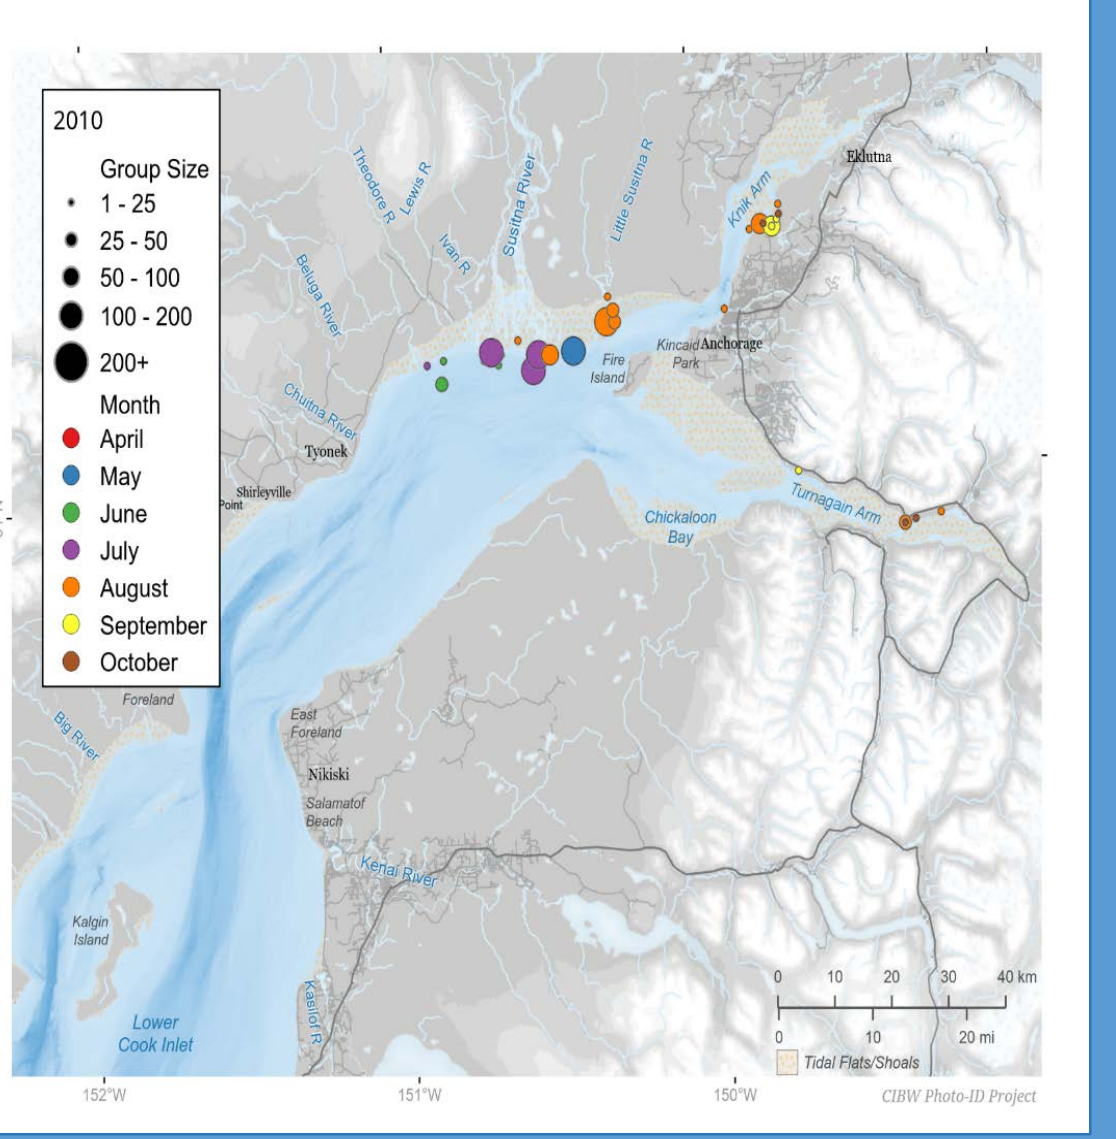 2010
Group Size
1 - 25
25 - 50
50 - 100
100 - 200
200+
Month
April
May
June
July
August
September
October
Theodore R
Lewis R
Ivan R
Susitna River
Little Susitna R
Beluga River
Chuitna River
Knik Arm
Eklutna
Kincaid
Park
Anchorage
Fire
Island
Tyonek
Shirleyville
Point
Chickaloon
Bay
Turnagain Arm
Foreland
Big River
East
Foreland
Nikiski
Salamatof
Beach
Kenai River
Kalgin
Island
Kasilof R
Lower
Cook Inlet
0 10 20 30 40 km
0 10 20 mi
Tidal Flats/Shoals
152°W 151°W 150°W
CIBW Photo-ID Project